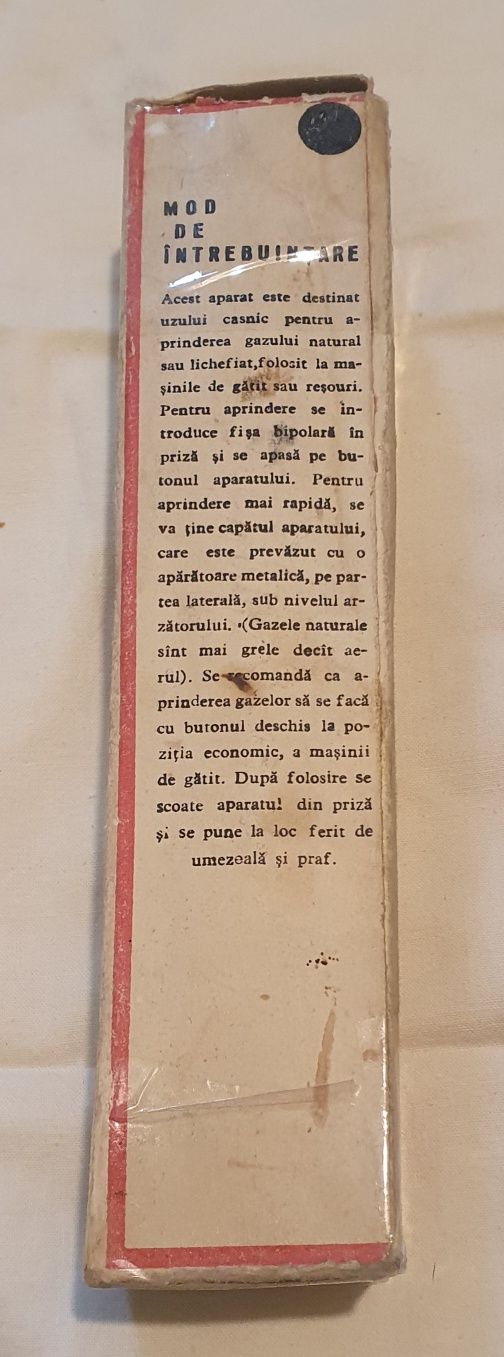 MOD
DE
ÎNTREBUINȚARE
Acest aparat este destinat
uzului casnic pentru a-
prinderea gazului natural
sau lichefiat,folosit la ma-
șinile de gătit sau reșouri.
Pentru aprindere se in-
troduce fișa bipolară în
priză și se apasă pe bu-
tonul aparatului. Pentru
aprindere mai rapidă, se
va ține capătul aparatului,
care este prevăzut cu o
apărătoare metalică, pe par-
tea laterală, sub nivelul ar-
zătorului. (Gazele naturale
sînt mai grele decît ae-
rul). Se recomandă ca a-
prinderea gazelor să se facă
cu butonul deschis la po-
ziția economic, a mașinii
de gătit. După folosire se
scoate aparatul din priză
și se pune la loc ferit de
umezeală și praf.